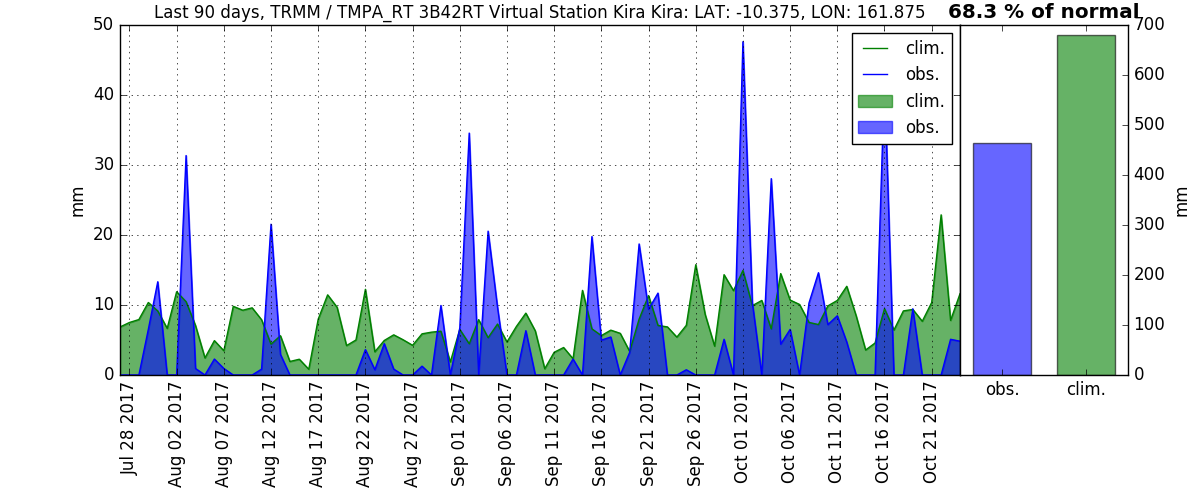 Last 90 days, TRMM / TMPA_RT 3B42RT Virtual Station Kira Kira: LAT: -10.375, LON: 161.875
68.3 % of normal
50
40
30
20
10
0
mm
clim.
obs.
clim.
obs.
Jul 28 2017
Aug 02 2017
Aug 07 2017
Aug 12 2017
Aug 17 2017
Aug 22 2017
Aug 27 2017
Sep 01 2017
Sep 06 2017
Sep 11 2017
Sep 16 2017
Sep 21 2017
Sep 26 2017
Oct 01 2017
Oct 06 2017
Oct 11 2017
Oct 16 2017
Oct 21 2017
700
600
500
400
300
200
100
0
mm
obs.
clim.